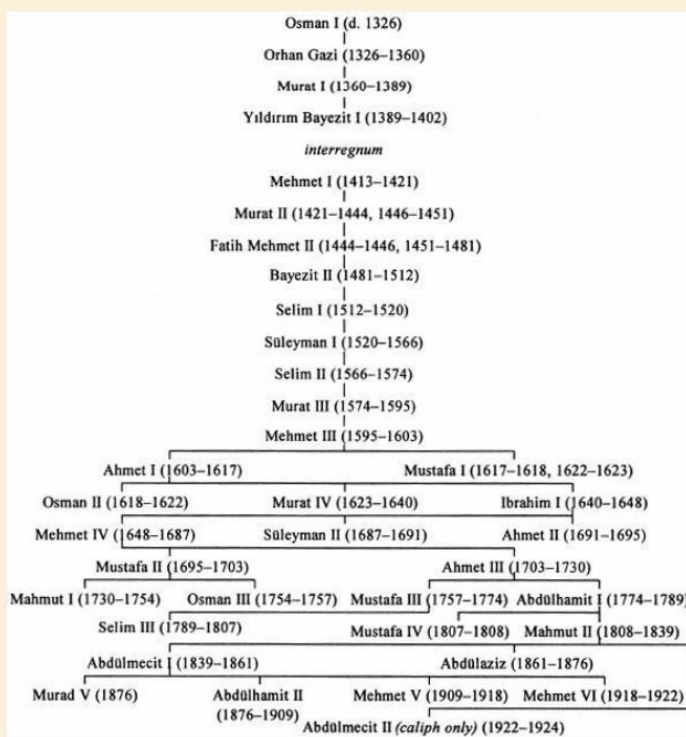 Osman I (d. 1326)
Orhan Gazi (1326–1360)
Murat I (1360–1389)
Yıldırım Bayezit I (1389–1402)
interregnum
Mehmet I (1413–1421)
Murat II (1421–1444, 1446–1451)
Fatih Mehmet II (1444–1446, 1451–1481)
Bayezit II (1481–1512)
Selim I (1512–1520)
Süleyman I (1520–1566)
Selim II (1566–1574)
Murat III (1574–1595)
Mehmet III (1595–1603)
Ahmet I (1603–1617) Mustafa I (1617–1618, 1622–1623)
Osman II (1618–1622) Murat IV (1623–1640) Ibrahim I (1640–1648)
Mehmet IV (1648–1687) Süleyman II (1687–1691) Ahmet II (1691–1695)
Mustafa II (1695–1703) Ahmet III (1703–1730)
Mahmut I (1730–1754) Osman III (1754–1757) Mustafa III (1757–1774) Abdülhamit I (1774–1789)
Selim III (1789–1807) Mustafa IV (1807–1808) Mahmut II (1808–1839)
Abdülmecit I (1839–1861) Abdülaziz (1861–1876)
Murad V (1876) Abdülhamit II Mehmet V (1909–1918) Mehmet VI (1918–1922)
(1876–1909)
Abdülmecit II (caliph only) (1922–1924)